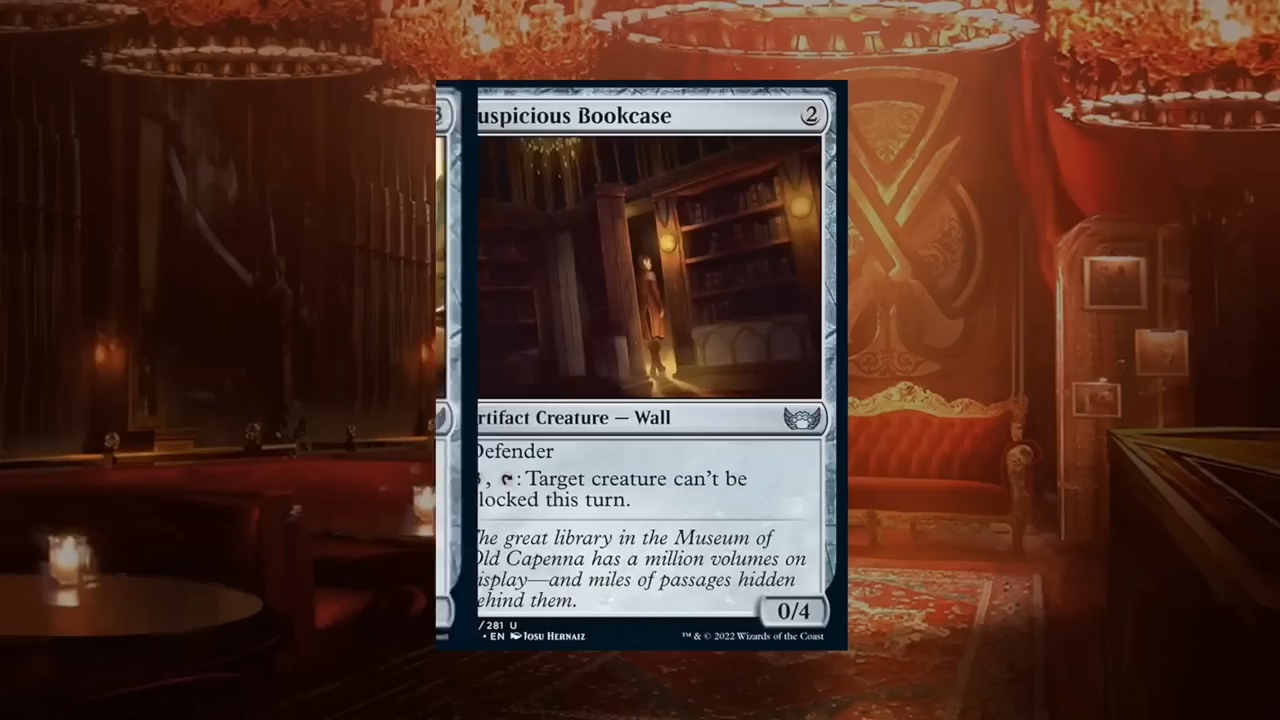 uspicious Bookcase 2
rtifact Creature — Wall
Defender
, : Target creature can't be
locked this turn.
he great library in the Museum of
Old Capenna has a million volumes on
isplay—and miles of passages hidden
ehind them.
0/4
/281 U
• EN Josu Hernaiz ™ & © 2022 Wizards of the Coast